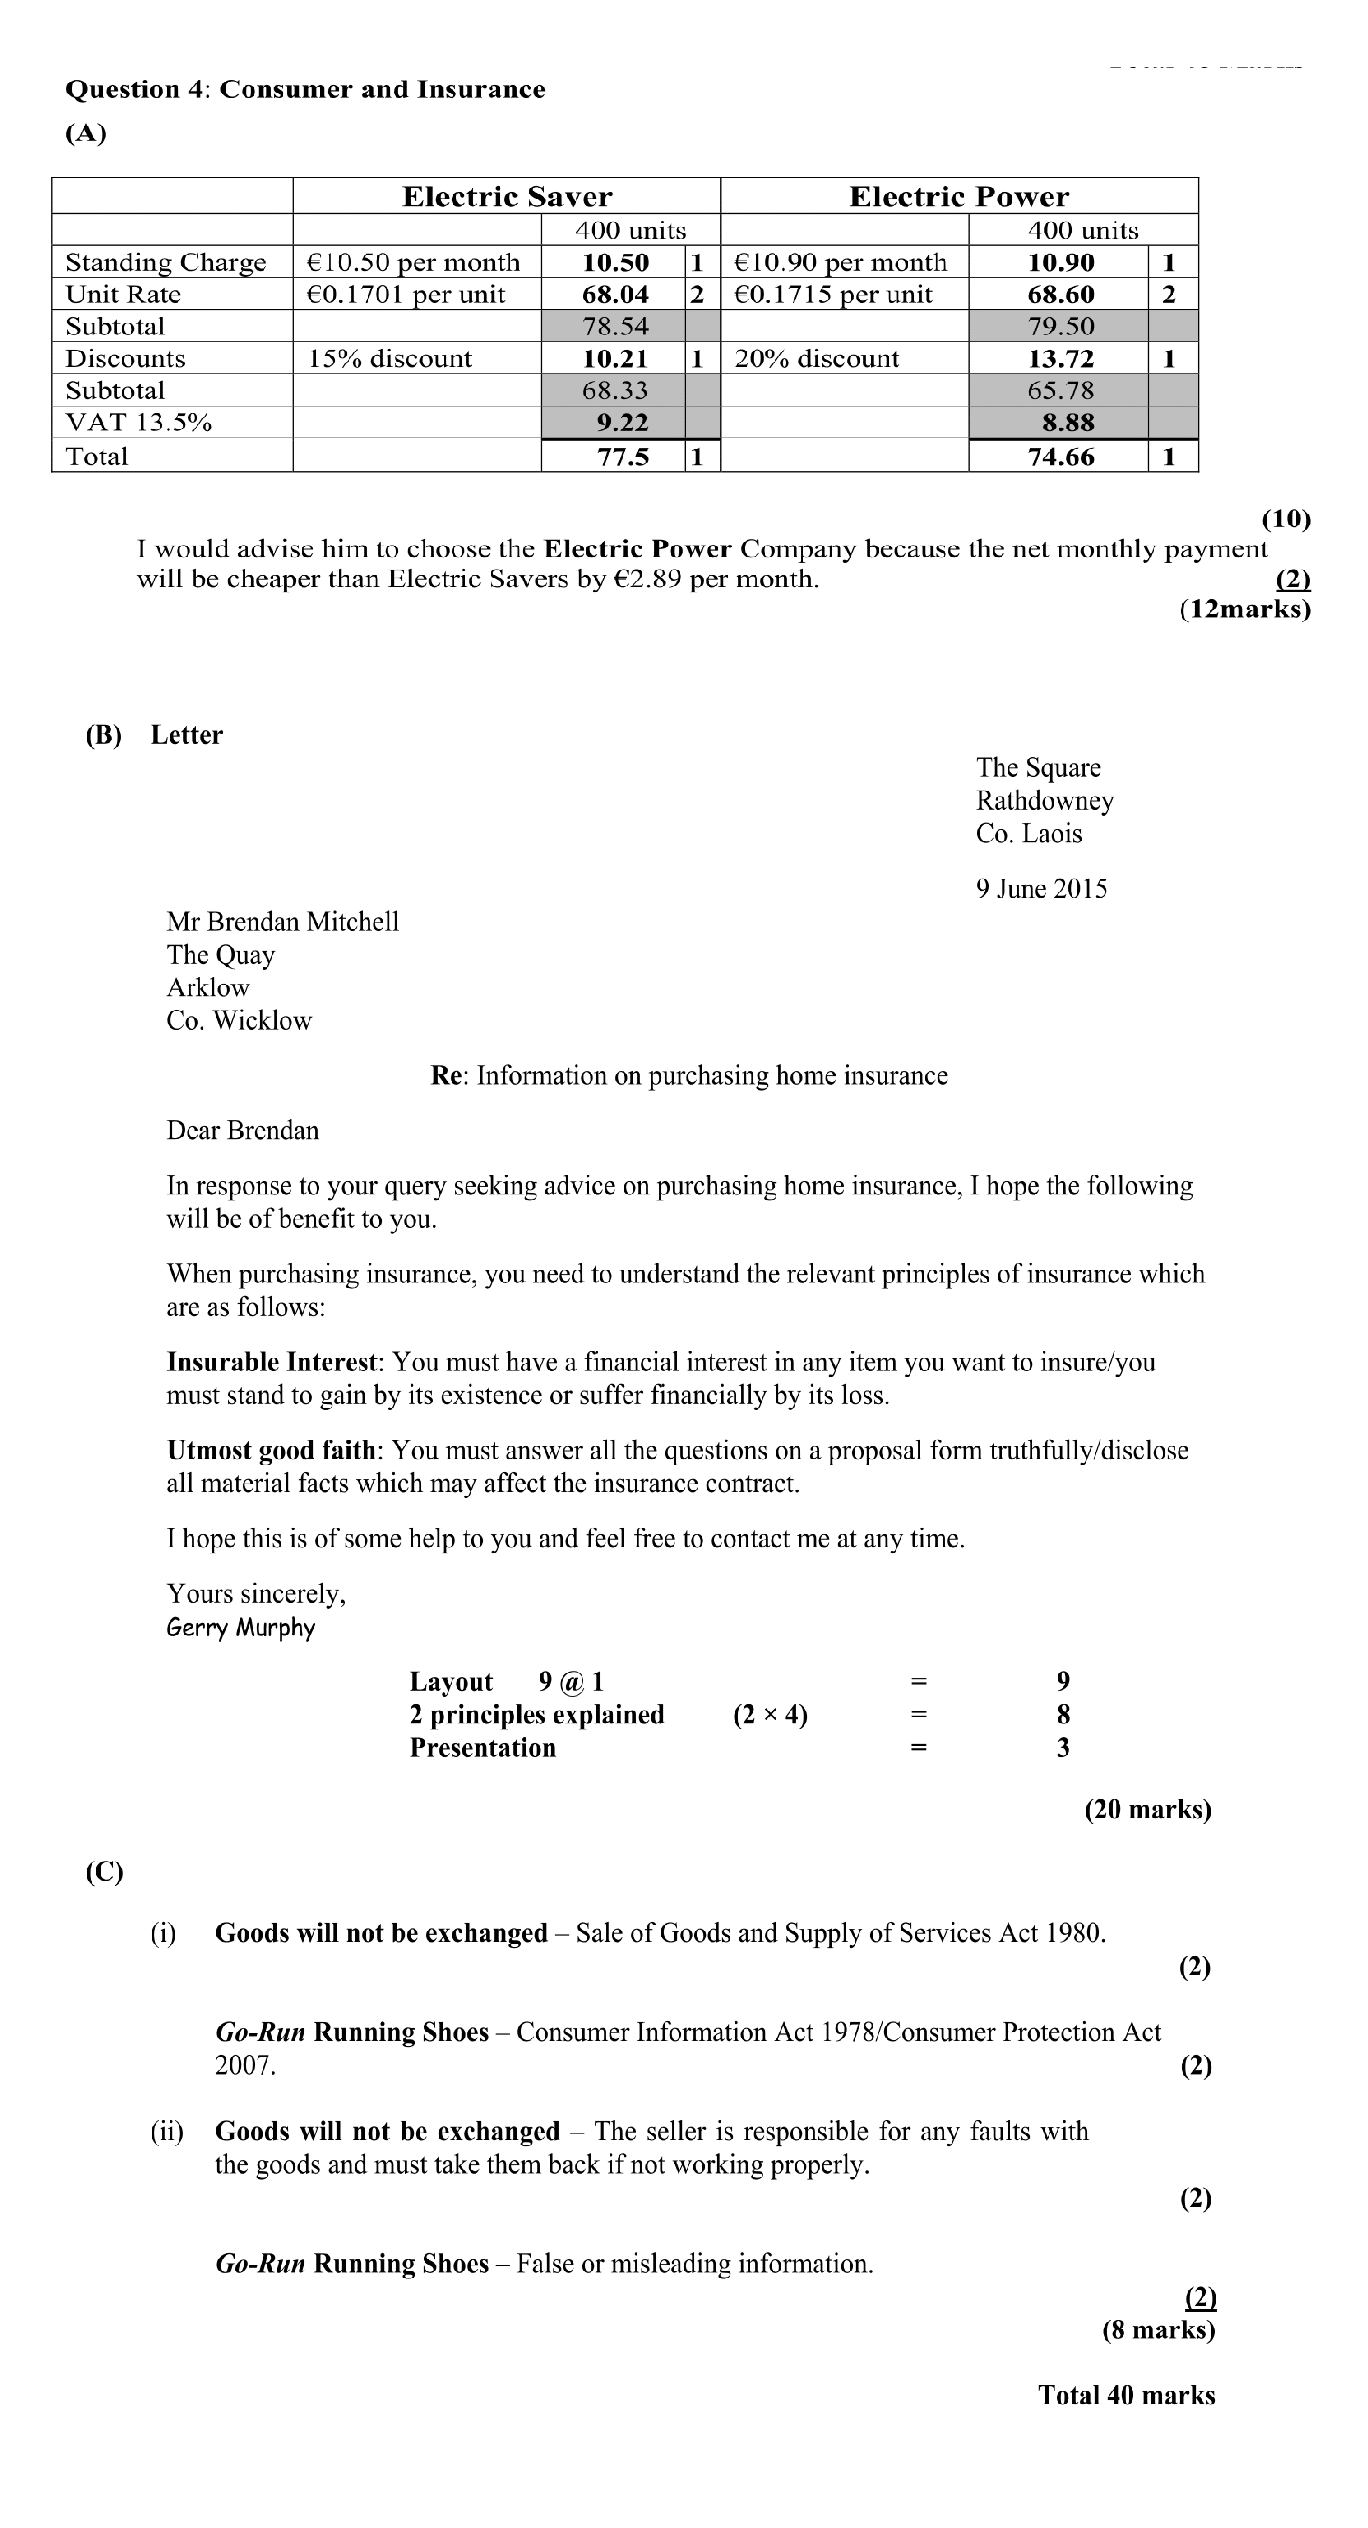 Question 4: Consumer and Insurance
(A)
Electric Saver Electric Power
400 units 400 units
Standing Charge €10.50 per month 10.50 1 €10.90 per month 10.90 1
Unit Rate €0.1701 per unit 68.04 2 €0.1715 per unit 68.60 2
Subtotal 78.54 79.50
Discounts 15% discount 10.21 1 20% discount 13.72 1
Subtotal 68.33 65.78
VAT 13.5% 9.22 8.88
Total 77.5 1 74.66 1
(10)
I would advise him to choose the Electric Power Company because the net monthly payment
will be cheaper than Electric Savers by €2.89 per month. (2)
(12marks)
(B) Letter
The Square
Rathdowney
Co. Laois
9 June 2015
Mr Brendan Mitchell
The Quay
Arklow
Co. Wicklow
Re: Information on purchasing home insurance
Dear Brendan
In response to your query seeking advice on purchasing home insurance, I hope the following
will be of benefit to you.
When purchasing insurance, you need to understand the relevant principles of insurance which
are as follows:
Insurable Interest: You must have a financial interest in any item you want to insure/you
must stand to gain by its existence or suffer financially by its loss.
Utmost good faith: You must answer all the questions on a proposal form truthfully/disclose
all material facts which may affect the insurance contract.
I hope this is of some help to you and feel free to contact me at any time.
Yours sincerely,
Gerry Murphy
Layout 9 @ 1 = 9
2 principles explained (2 × 4) = 8
Presentation = 3
(20 marks)
(C)
(i) Goods will not be exchanged – Sale of Goods and Supply of Services Act 1980.
(2)
Go-Run Running Shoes – Consumer Information Act 1978/Consumer Protection Act
2007. (2)
(ii) Goods will not be exchanged – The seller is responsible for any faults with
the goods and must take them back if not working properly.
(2)
Go-Run Running Shoes – False or misleading information.
(2)
(8 marks)
Total 40 marks